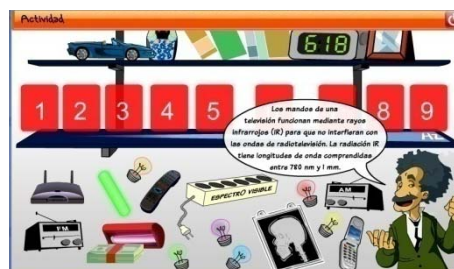 Actividad
618
1 2 3 4 5 8 9
Los mandos de una
televisión funcionan mediante rayos
infrarrojos (IR) para que no interfieran con
las ondas de radiotelevisión. La radiación IR
tiene longitudes de onda comprendidas
entre 780 nm y 1 mm.
ESPECTRO VISIBLE
AM
FM